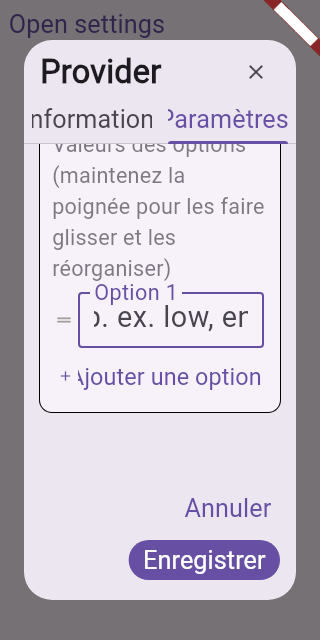 Open settings
Provider
nformation
Paramètres
Valeurs des options
(maintenez la
poignée pour les faire
glisser et les
réorganiser)
Option 1
p. ex. low, er
+ Ajouter une option
Annuler
Enregistrer